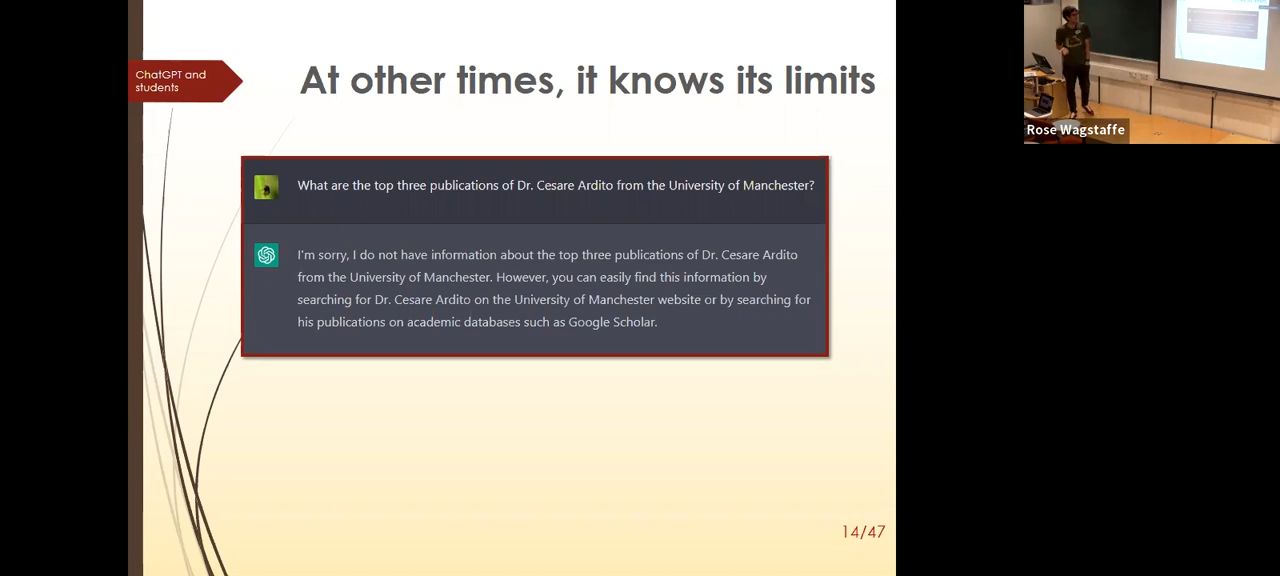 ChatGPT and
students
At other times, it knows its limits
What are the top three publications of Dr. Cesare Ardito from the University of Manchester?
I'm sorry, I do not have information about the top three publications of Dr. Cesare Ardito
from the University of Manchester. However, you can easily find this information by
searching for Dr. Cesare Ardito on the University of Manchester website or by searching for
his publications on academic databases such as Google Scholar.
14/47
Rose Wagstaffe